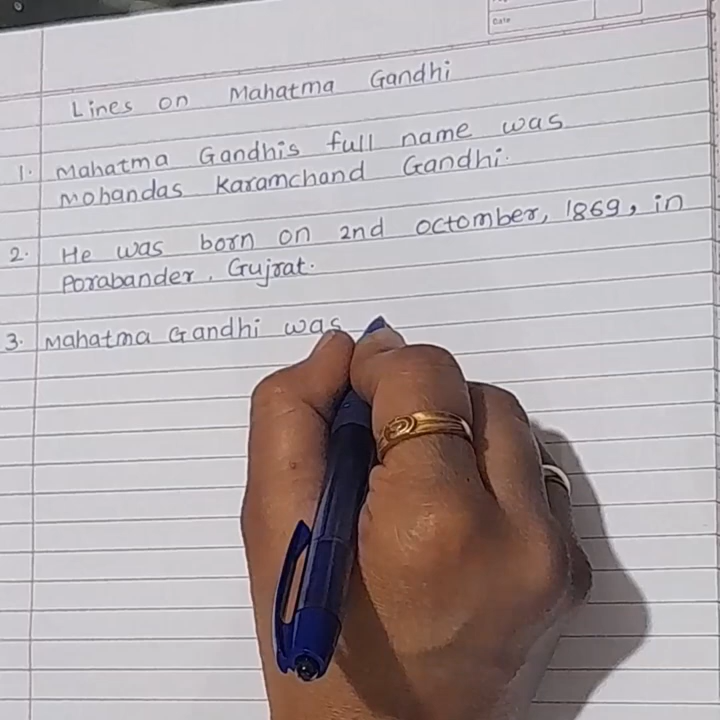 Date
Lines on Mahatma Gandhi
1. Mahatma Gandhis full name was
Mohandas Karamchand Gandhi.
2. He was born on 2nd octomber, 1869, in
Porabander, Gujrat.
3. Mahatma Gandhi was